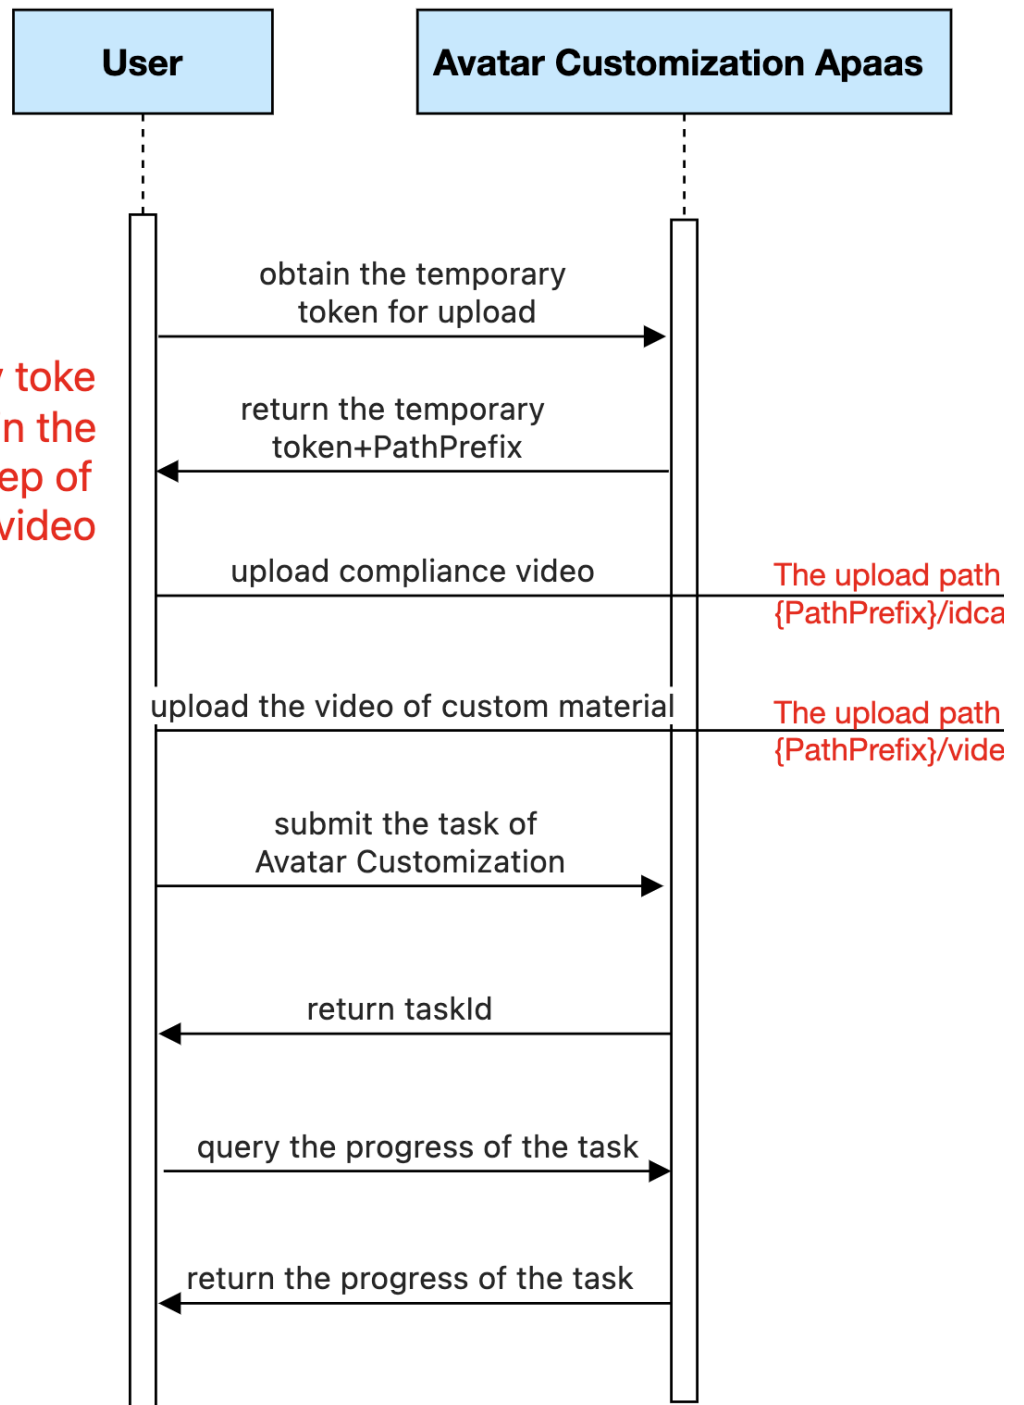 User
Avatar Customization Apaas
obtain the temporary
token for upload
toke
return the temporary
n the
token+PathPrefix
ep of
video
upload compliance video
The upload path
{PathPrefix}/idca
upload the video of custom material
The upload path
{PathPrefix}/vide
submit the task of
Avatar Customization
return taskId
query the progress of the task
return the progress of the task